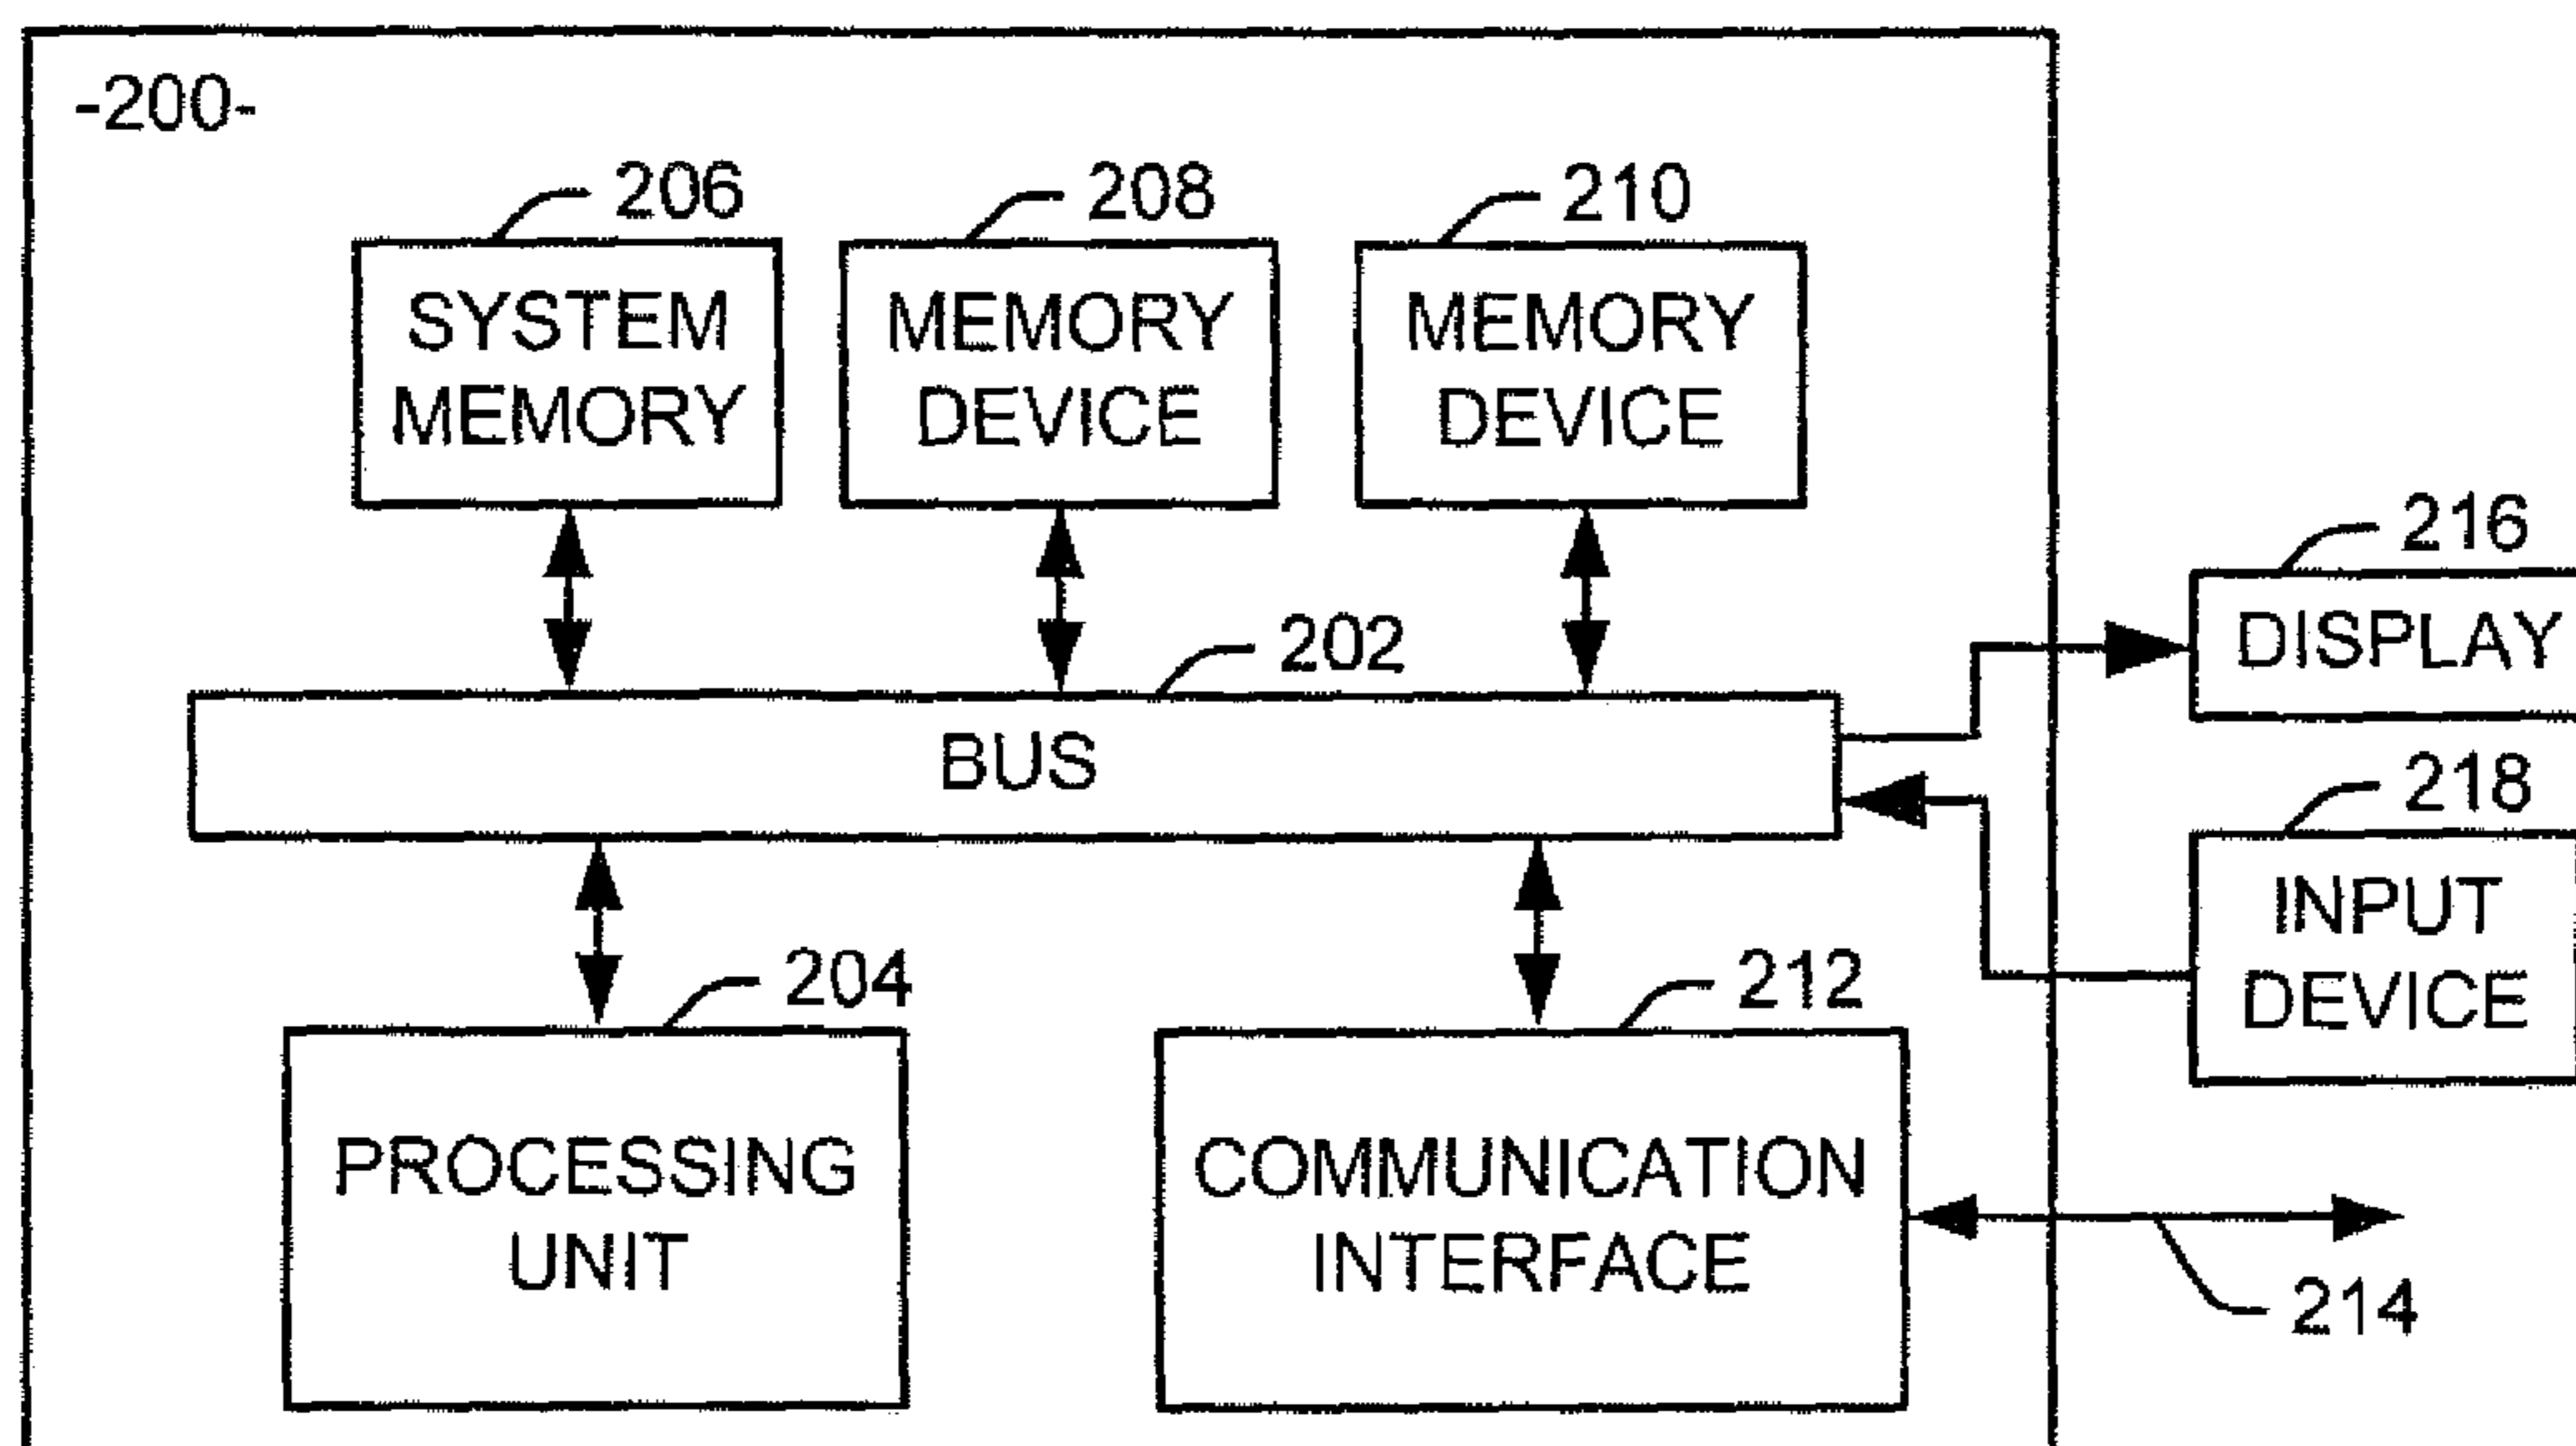 -200-
206
208
210
SYSTEM
MEMORY
MEMORY
DEVICE
MEMORY
DEVICE
216
DISPLAY
202
BUS
218
INPUT
DEVICE
204
212
PROCESSING
UNIT
COMMUNICATION
INTERFACE
214